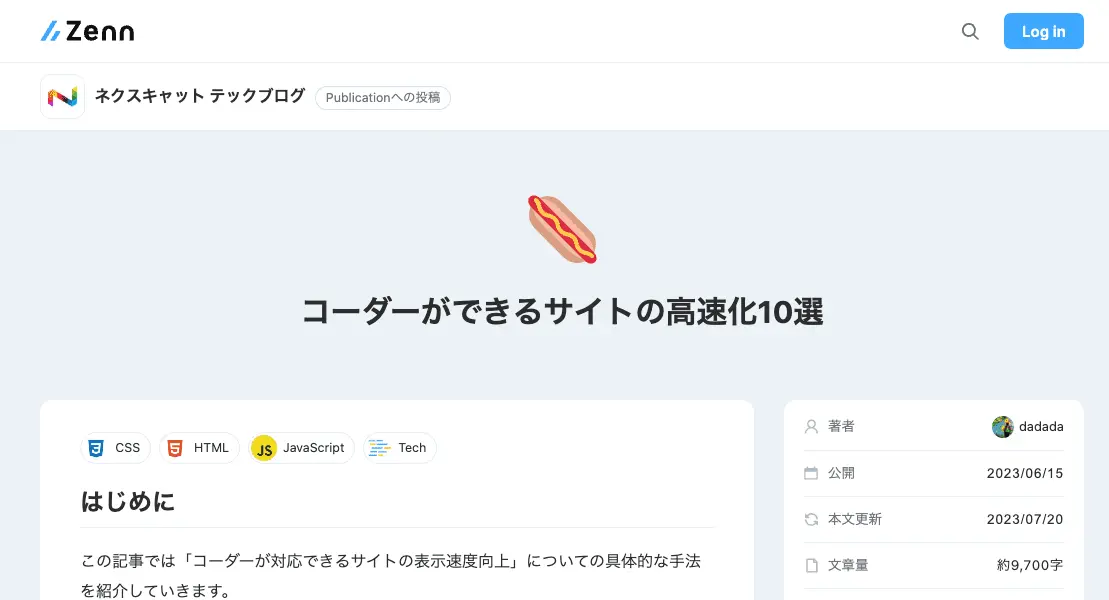 Zenn
Log in
ネクスキャット テックブログ
Publicationへの投稿
コーダーができるサイトの高速化10選
CSS
HTML
JS
JavaScript
Tech
はじめに
この記事では「コーダーが対応できるサイトの表示速度向上」についての具体的な手法
を紹介していきます。
著者
dadada
公開
2023/06/15
本文更新
2023/07/20
文章量
約9,700字